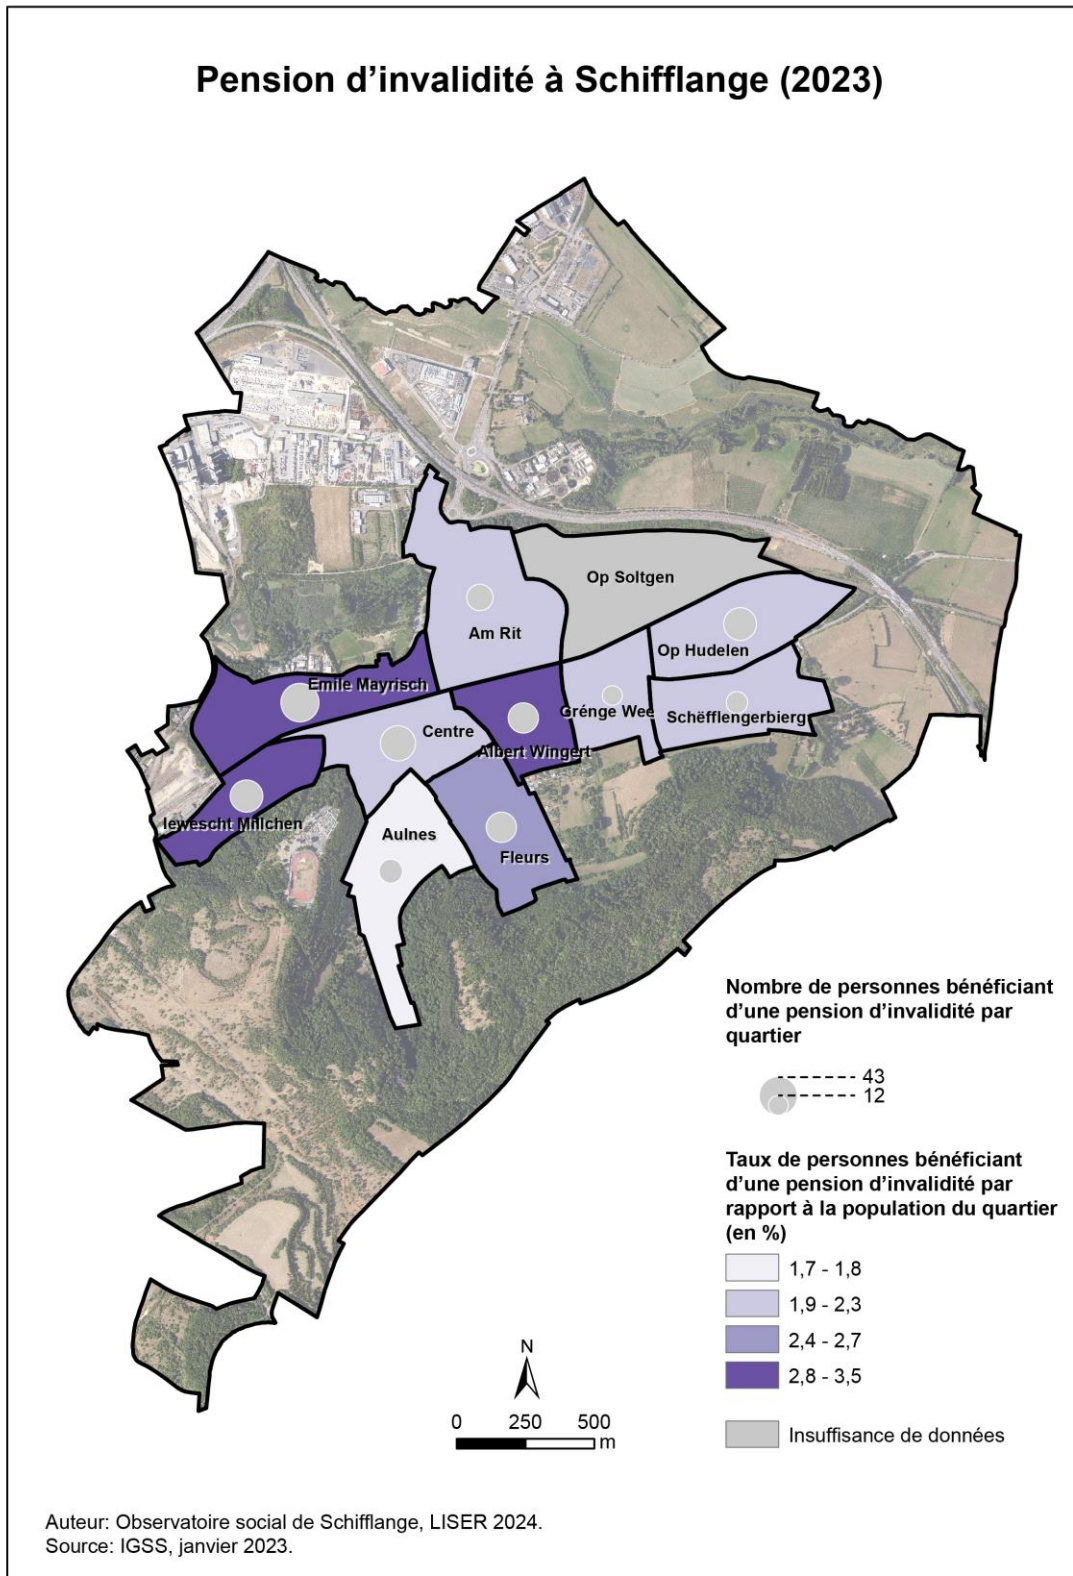 Pension d’invalidité à Schifflange (2023)
Op Soltgen
Am Rit
Op Hudelen
Emile Mayrisch
Grénge Wee
Schëfflengerbierg
Centre
Albert Wingert
Iewescht Millchen
Aulnes
Fleurs
Nombre de personnes bénéficiant
d’une pension d’invalidité par
quartier
43
12
Taux de personnes bénéficiant
d’une pension d’invalidité par
rapport à la population du quartier
(en %)
1,7 - 1,8
1,9 - 2,3
2,4 - 2,7
2,8 - 3,5
Insuffisance de données
N
0 250 500
m
Auteur: Observatoire social de Schifflange, LISER 2024.
Source: IGSS, janvier 2023.